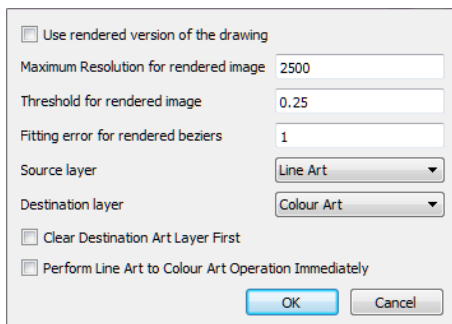 Use rendered version of the drawing
Maximum Resolution for rendered image 2500
Threshold for rendered image 0.25
Fitting error for rendered beziers 1
Source layer Line Art
Destination layer Colour Art
Clear Destination Art Layer First
Perform Line Art to Colour Art Operation Immediately
OK Cancel